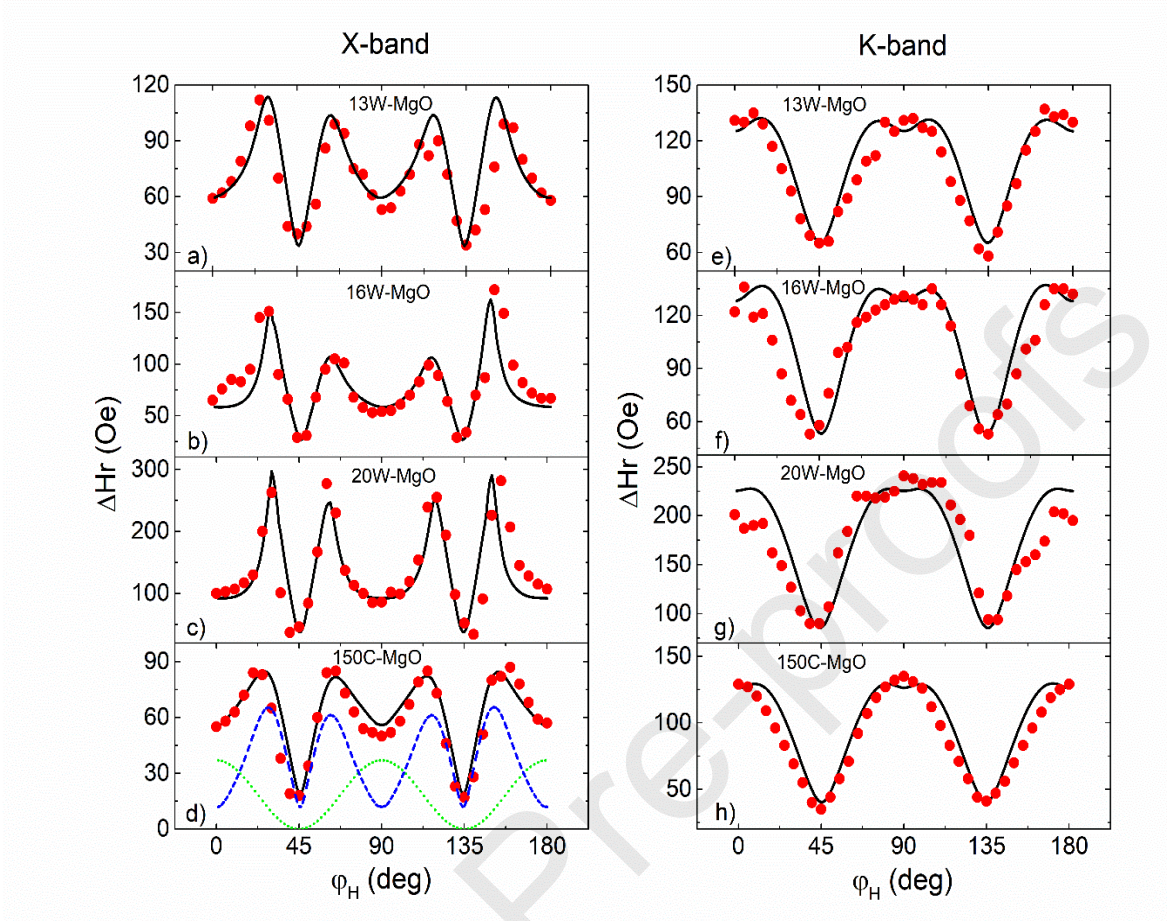 X-band
K-band
120
90
60
30
a)
13W-MgO
150
100
50
b)
16W-MgO
300
200
100
c)
20W-MgO
90
60
30
0
d)
150C-MgO
0 45 90 135 180
φH (deg)
ΔHr (Oe)
150
120
90
60
e)
13W-MgO
120
90
60
f)
16W-MgO
250
200
150
100
g)
20W-MgO
150
100
50
h)
150C-MgO
0 45 90 135 180
φH (deg)
ΔHr (Oe)
Pre-proofs